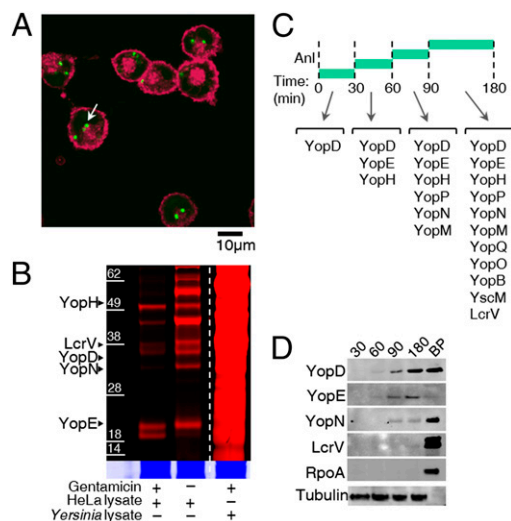 A
10μm
B
62
49
38
28
18
14
YopH
LcrV
YopD
YopN
YopE
Gentamicin + - +
HeLa lysate + +
Yersinia lysate +
C
AnI
Time: (min) 0 30 60 90 180
YopD
YopD
YopE
YopH
YopD
YopE
YopH
YopP
YopN
YopM
YopD
YopE
YopH
YopP
YopN
YopM
YopQ
YopO
YopB
YscM
LcrV
D
30 60 90 180 BP
YopD
YopE
YopN
LcrV
RpoA
Tubulin